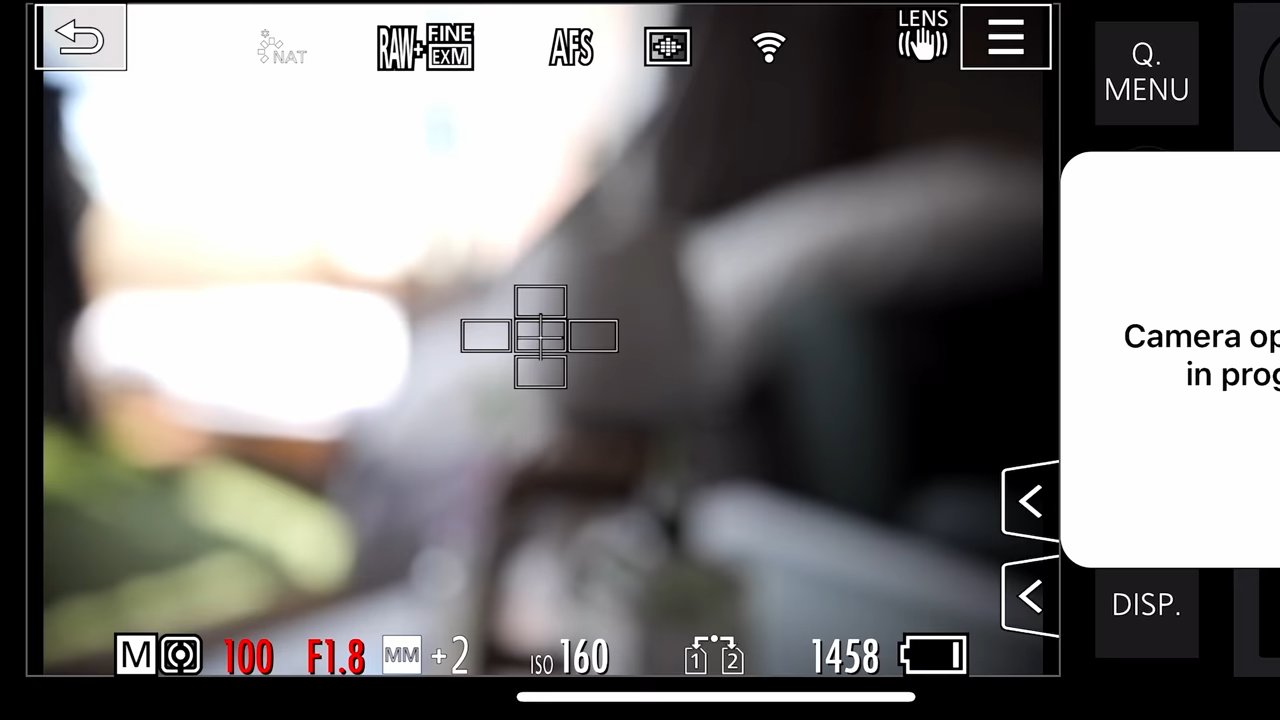 NAT
RAW+ FINE
EXM
AFS
LENS
Q.
MENU
Camera op
in prog
DISP.
M 100 F1.8 MM +2 ISO 160 1 2 1458